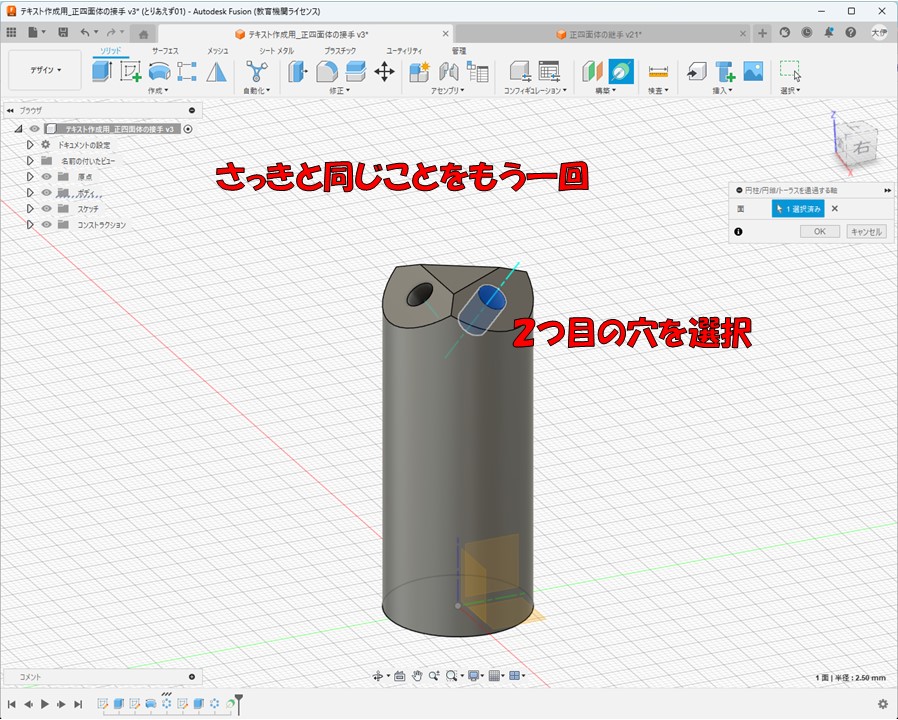 テキスト作成用_正四面体の接手 v3* (とりあえず01) - Autodesk Fusion (教育機関ライセンス)
テキスト作成用_正四面体の接手 v3*
正四面体の継手 v21*
大伊
デザイン
ソリッド サーフェス メッシュ シート メタル プラスチック ユーティリティ 管理
作成 自動化 修正 アセンブリ コンフィギュレーション 構築 検査 挿入 選択
ブラウザ
テキスト作成用_正四面体の接手 v3
ドキュメントの設定
名前の付いたビュー
原点
ボディ
スケッチ
コンストラクション
さっきと同じことをもう一回
Z
右
X
円柱/円錐/トーラスを通過する軸
面 1 選択済み
OK キャンセル
2つ目の穴を選択
コメント
1 面 | 半径 : 2.50 mm